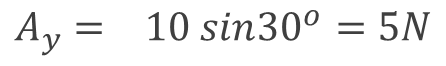 A_y = 10 sin30^o = 5N